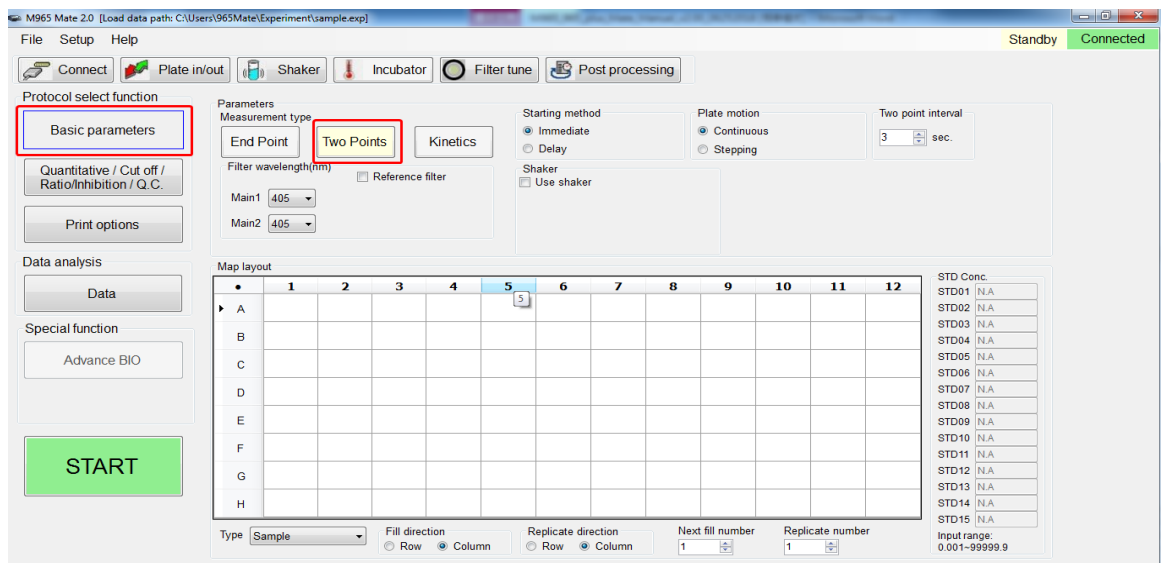 M965 Mate 2.0 [Load data path: C:\Users\965Mate\Experiment\sample.exp]
File Setup Help
Standby Connected
Connect Plate in/out Shaker Incubator Filter tune Post processing
Protocol select function
Basic parameters
Quantitative / Cut off /
Ratio/Inhibition / Q.C.
Print options
Data analysis
Data
Special function
Advance BIO
START
Parameters
Measurement type
End Point Two Points Kinetics
Filter wavelength(nm)
Reference filter
Main1 405
Main2 405
Starting method
Immediate
Delay
Shaker
Use shaker
Plate motion
Continuous
Stepping
Two point interval
3 sec.
Map layout
1 2 3 4 5 6 7 8 9 10 11 12
5
A
B
C
D
E
F
G
H
STD Conc.
STD01 N.A
STD02 N.A
STD03 N.A
STD04 N.A
STD05 N.A
STD06 N.A
STD07 N.A
STD08 N.A
STD09 N.A
STD10 N.A
STD11 N.A
STD12 N.A
STD13 N.A
STD14 N.A
STD15 N.A
Input range:
0.001~99999.9
Type Sample
Fill direction
Row Column
Replicate direction
Row Column
Next fill number
1
Replicate number
1